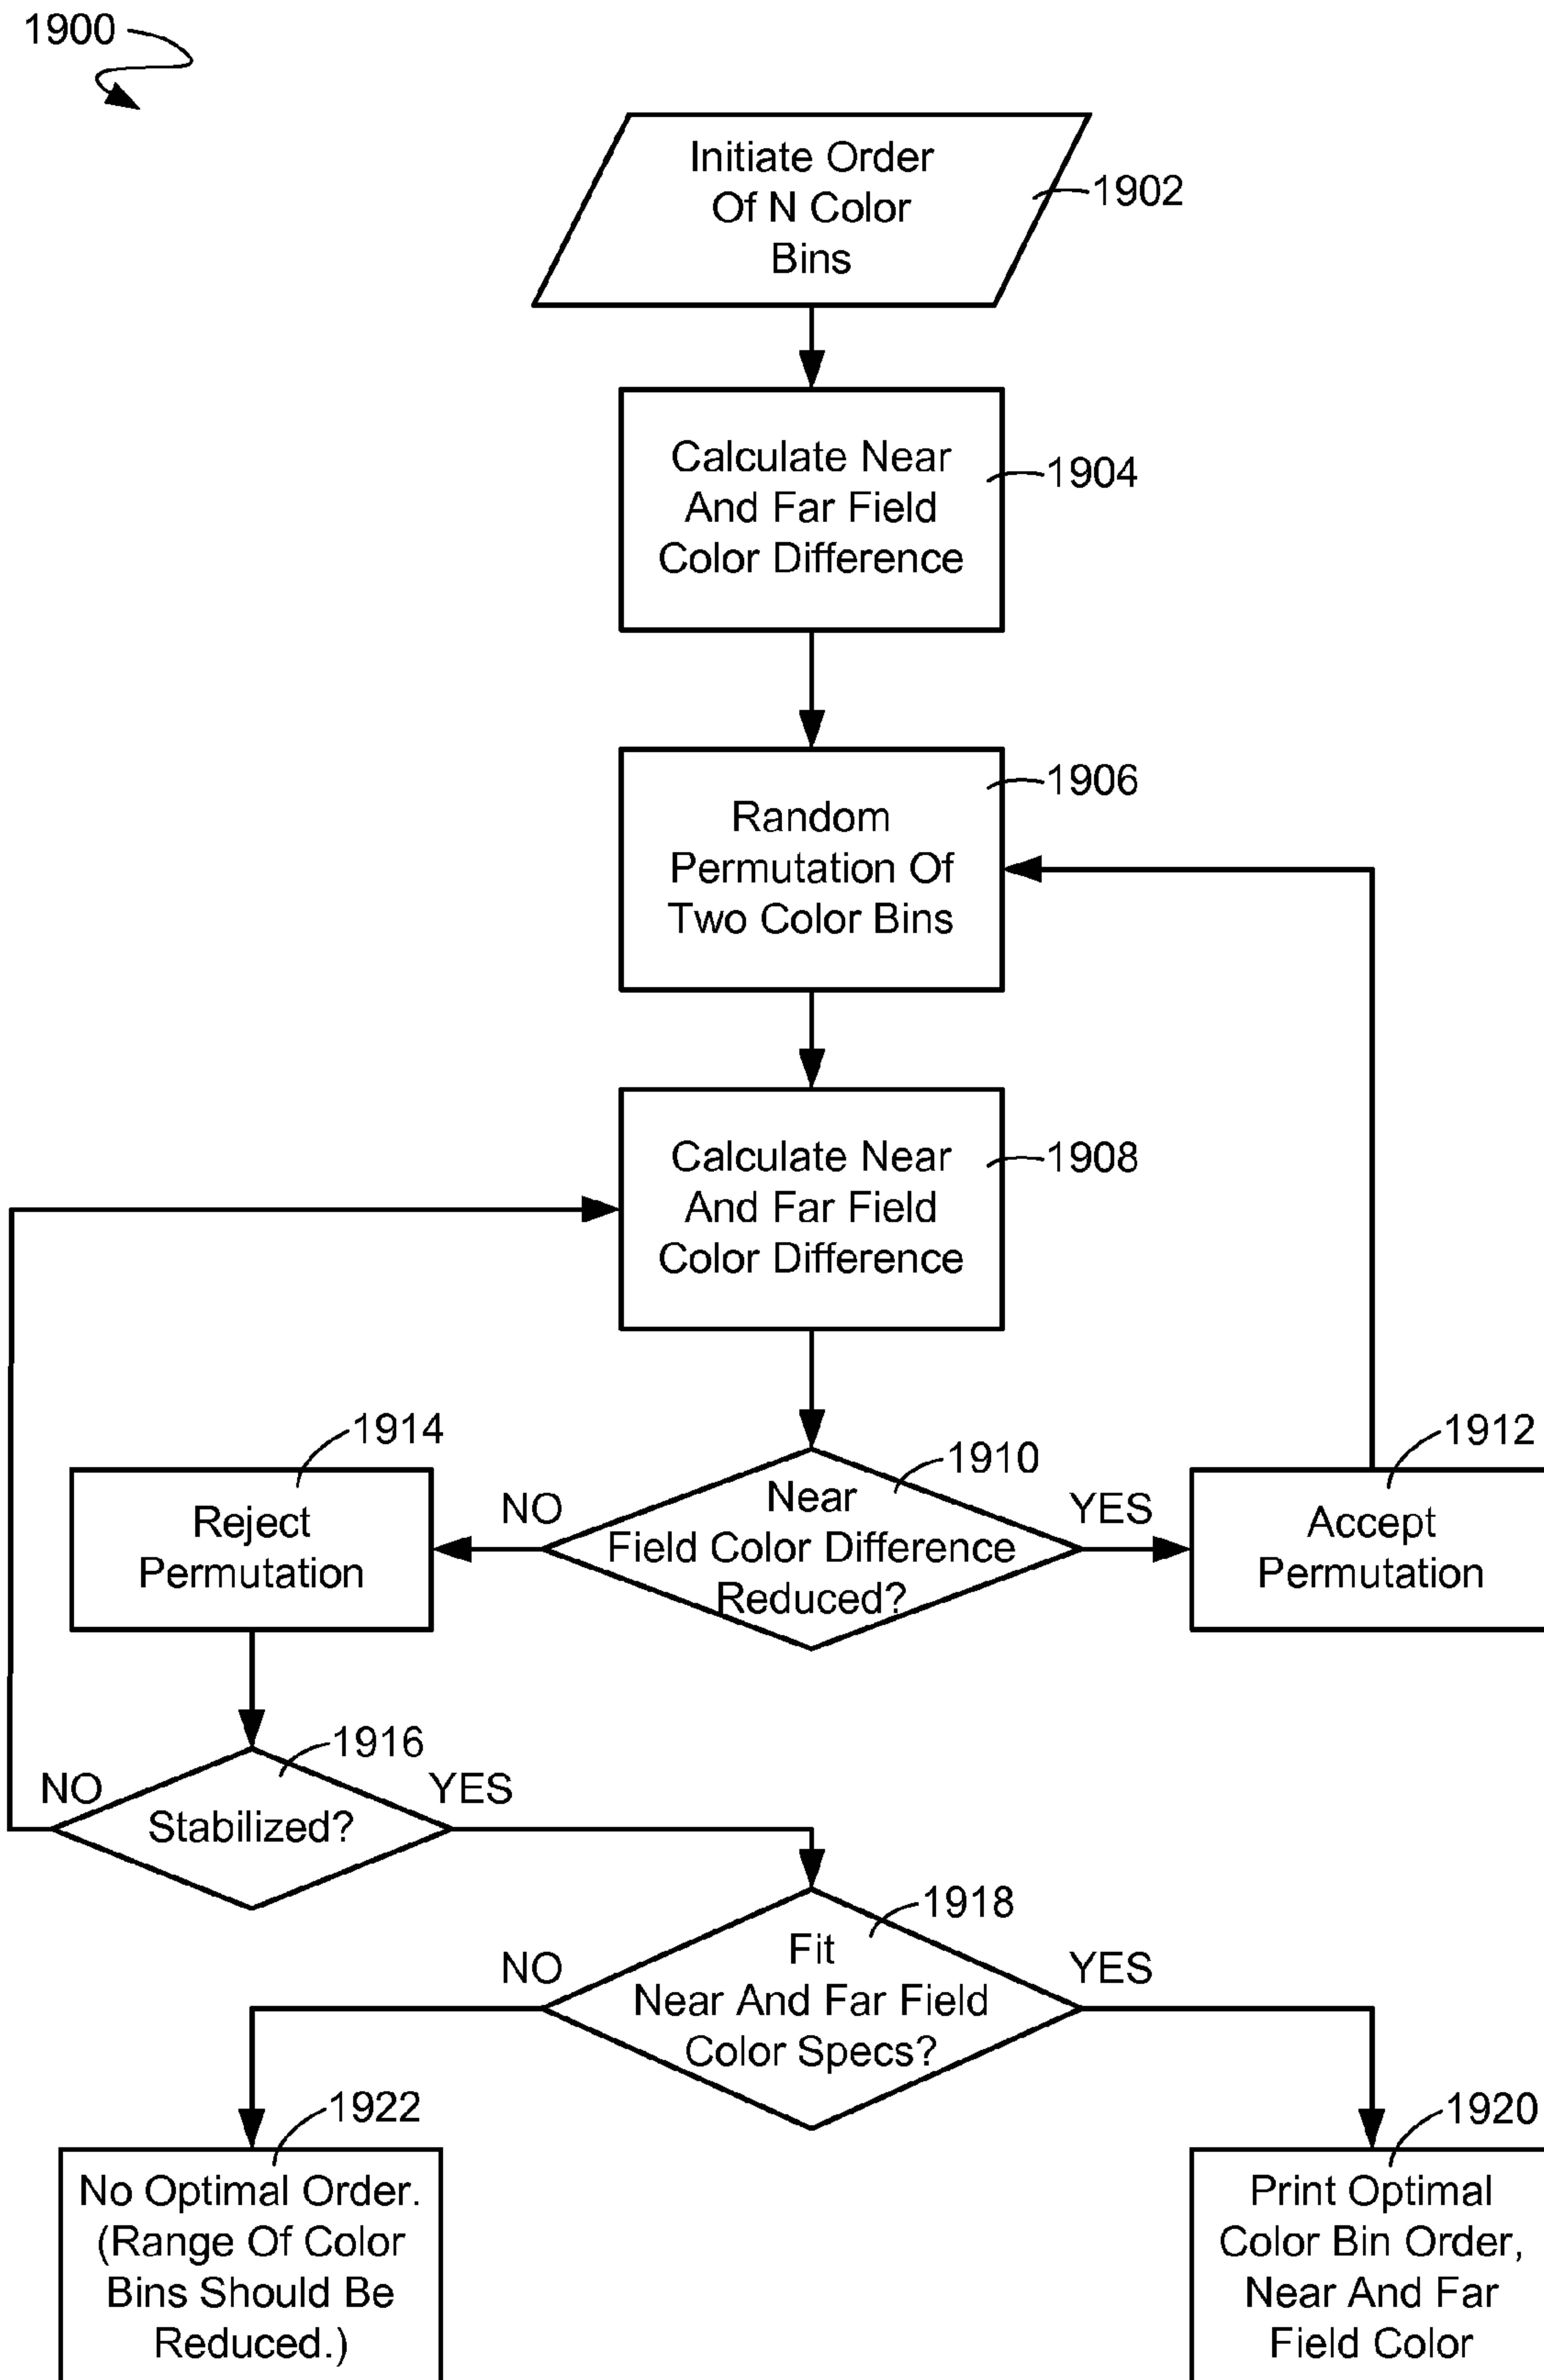 1900
Initiate Order
Of N Color
Bins
1902
Calculate Near
And Far Field
Color Difference
1904
Random
Permutation Of
Two Color Bins
1906
Calculate Near
And Far Field
Color Difference
1908
1914
Reject
Permutation
NO
1910
Near
Field Color Difference
Reduced?
YES
1912
Accept
Permutation
1916
NO
Stabilized?
YES
1918
NO
Fit
Near And Far Field
Color Specs?
YES
1922
No Optimal Order.
(Range Of Color
Bins Should Be
Reduced.)
1920
Print Optimal
Color Bin Order,
Near And Far
Field Color